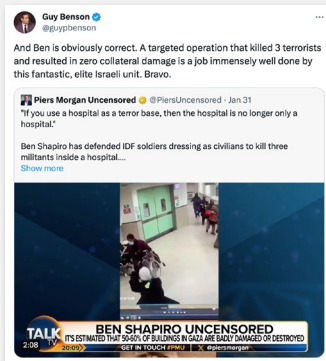 Guy Benson
@guypbenson
And Ben is obviously correct. A targeted operation that killed 3 terrorists
and resulted in zero collateral damage is a job immensely well done by
this fantastic, elite Israeli unit. Bravo.
Piers Morgan Uncensored @PiersUncensored · Jan 31
"If you use a hospital as a terror base, then the hospital is no longer only a
hospital."
Ben Shapiro has defended IDF soldiers dressing as civilians to kill three
militants inside a hospital....
Show more
BEN SHAPIRO UNCENSORED
IT'S ESTIMATED THAT 50-60% OF BUILDINGS IN GAZA ARE BADLY DAMAGED OR DESTROYED
TALK
TV
2:08
20:09
GET IN TOUCH #PMU
X @piersmorgan